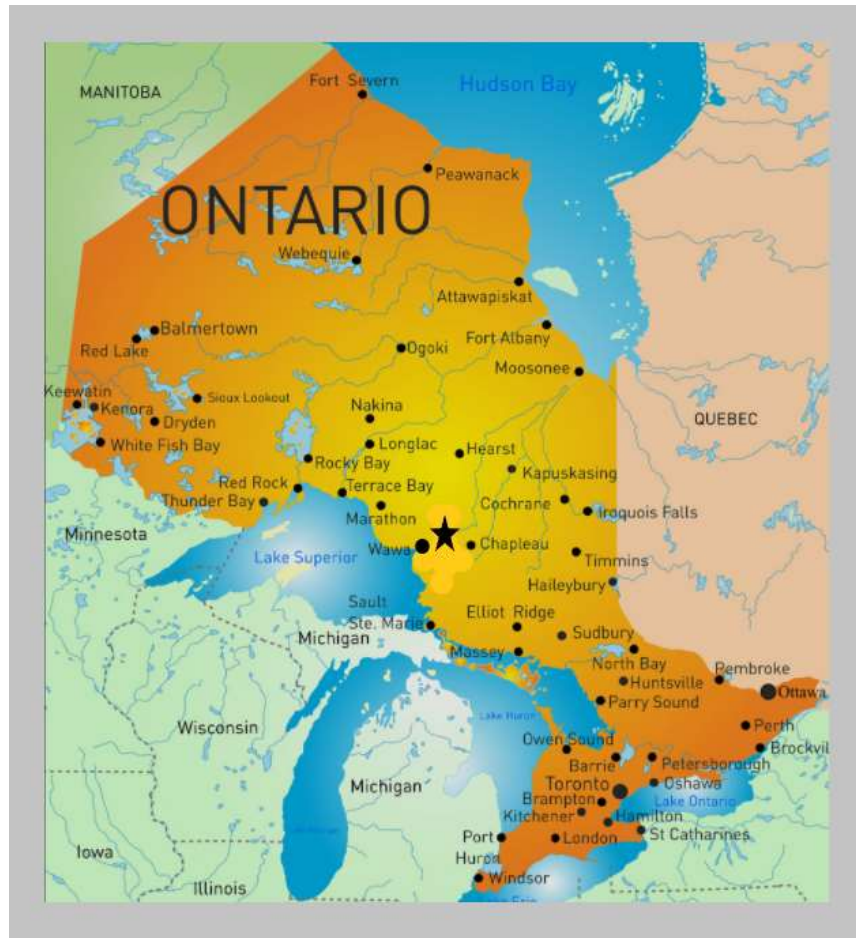 Fort Severn
Hudson Bay
MANITOBA
Peawanack
ONTARIO
Webequie
Attawapiskat
Balmertown
Fort Albany
Red Lake
Ogoki
Moosonee
Keewatin
Sioux Lookout
Kenora
Nakina
Dryden
QUEBEC
White Fish Bay
Longlac
Hearst
Rocky Bay
Kapuskasing
Red Rock
Terrace Bay
Thunder Bay
Cochrane
Iroquois Falls
Marathon
Minnesota
Wawa
Chapleau
Lake Superior
Timmins
Haileybury
Sault
Ste. Marie
Elliot Ridge
Michigan
Sudbury
Massey
North Bay
Pembroke
Huntsville
Ottawa
Parry Sound
Lake Huron
Wisconsin
Perth
Owen Sound
Brockvil
Barrie
Petersborough
Michigan
Toronto
Oshawa
Brampton
Lake Ontario
Kitchener
Hamilton
Port
Huron
London
St Catharines
Iowa
Windsor
Illinois